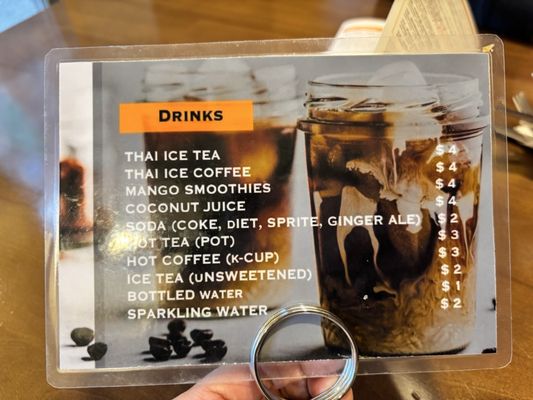 DRINKS
THAI ICE TEA $4
THAI ICE COFFEE $4
MANGO SMOOTHIES $4
COCONUT JUICE $4
SODA (COKE, DIET, SPRITE, GINGER ALE) $2
HOT TEA (POT) $3
HOT COFFEE (K-CUP) $3
ICE TEA (UNSWEETENED) $2
BOTTLED WATER $1
SPARKLING WATER $2